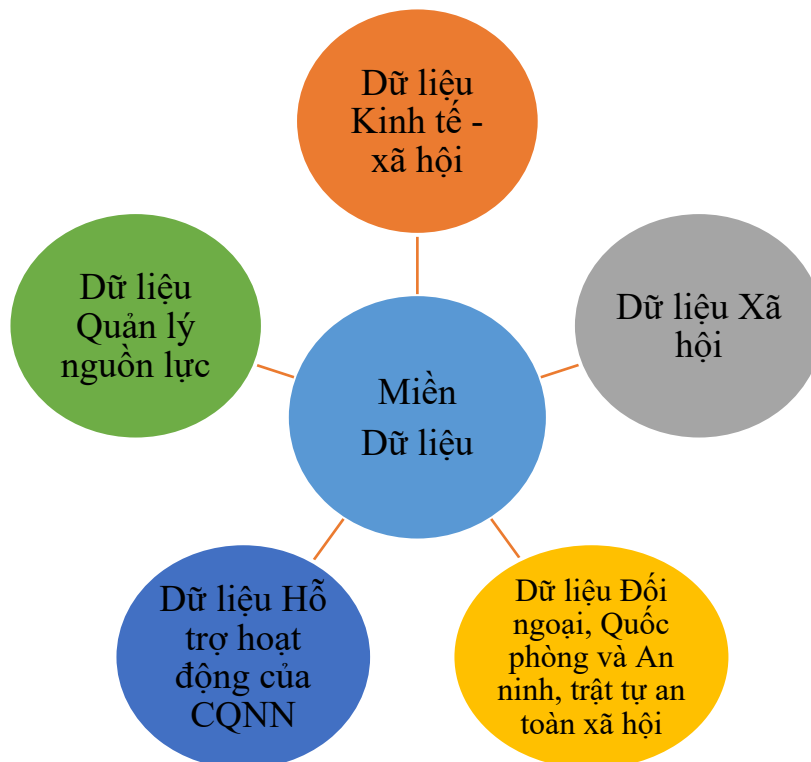 Dữ liệu
Kinh tế -
xã hội
Dữ liệu
Quản lý
nguồn lực
Dữ liệu Xã
hội
Miền
Dữ liệu
Dữ liệu Hỗ
trợ hoạt
động của
CQNN
Dữ liệu Đối
ngoại, Quốc
phòng và An
ninh, trật tự an
toàn xã hội